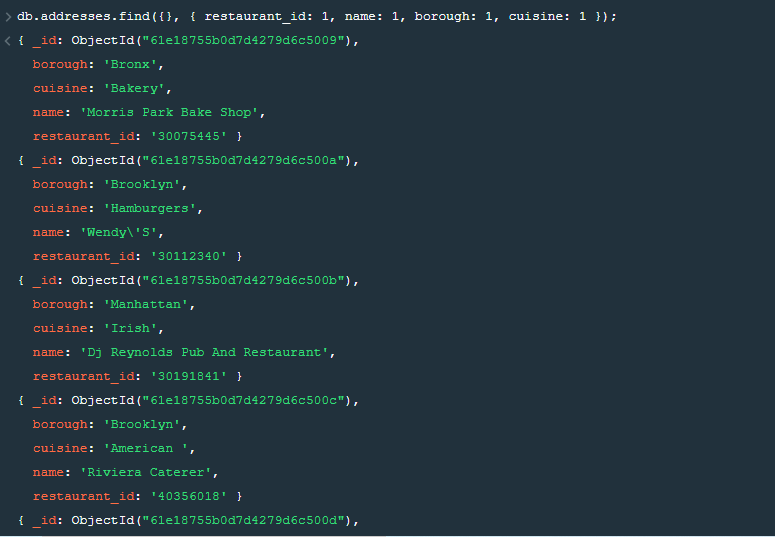 > db.addresses.find({}, { restaurant_id: 1, name: 1, borough: 1, cuisine: 1 });
< { _id: ObjectId("61e18755b0d7d4279d6c5009"),
borough: 'Bronx',
cuisine: 'Bakery',
name: 'Morris Park Bake Shop',
restaurant_id: '30075445' }
{ _id: ObjectId("61e18755b0d7d4279d6c500a"),
borough: 'Brooklyn',
cuisine: 'Hamburgers',
name: 'Wendy\'S',
restaurant_id: '30112340' }
{ _id: ObjectId("61e18755b0d7d4279d6c500b"),
borough: 'Manhattan',
cuisine: 'Irish',
name: 'Dj Reynolds Pub And Restaurant',
restaurant_id: '30191841' }
{ _id: ObjectId("61e18755b0d7d4279d6c500c"),
borough: 'Brooklyn',
cuisine: 'American ',
name: 'Riviera Caterer',
restaurant_id: '40356018' }
{ _id: ObjectId("61e18755b0d7d4279d6c500d"),